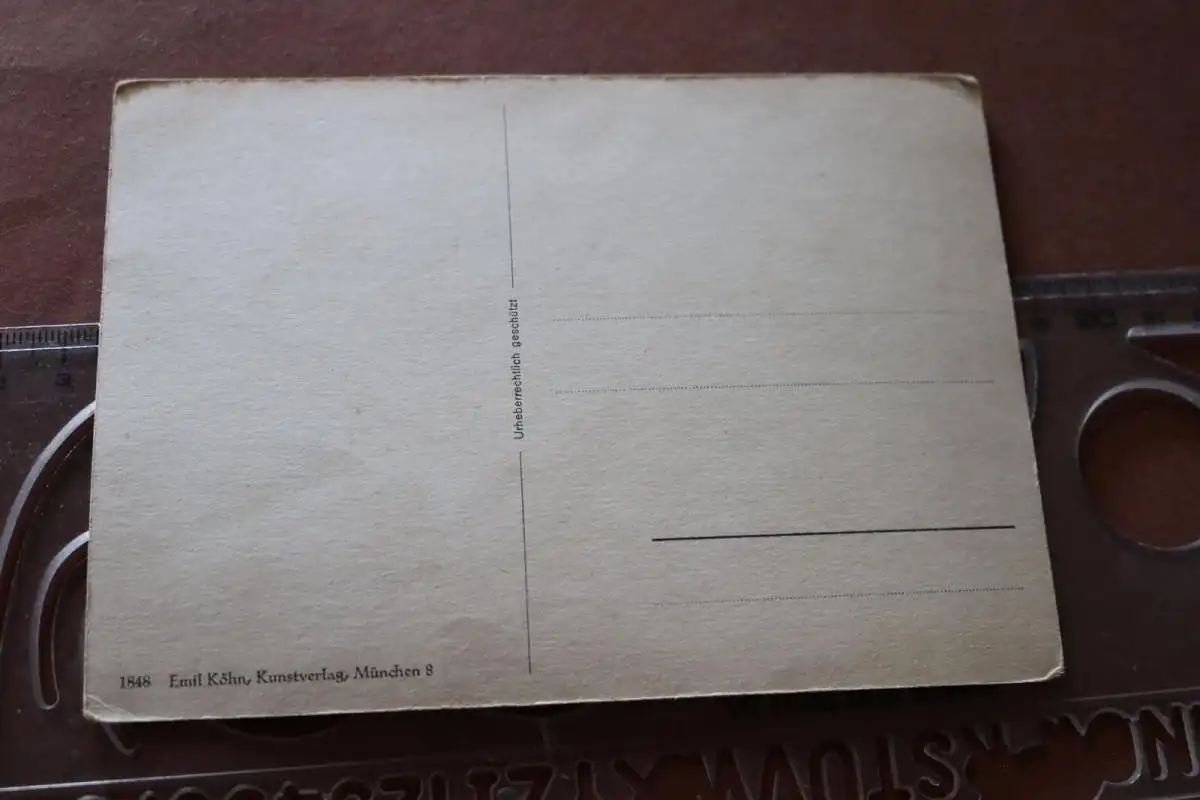 Urheberrechtlich geschützt
1848 Emil Köhn, Kunstverlag, München 8